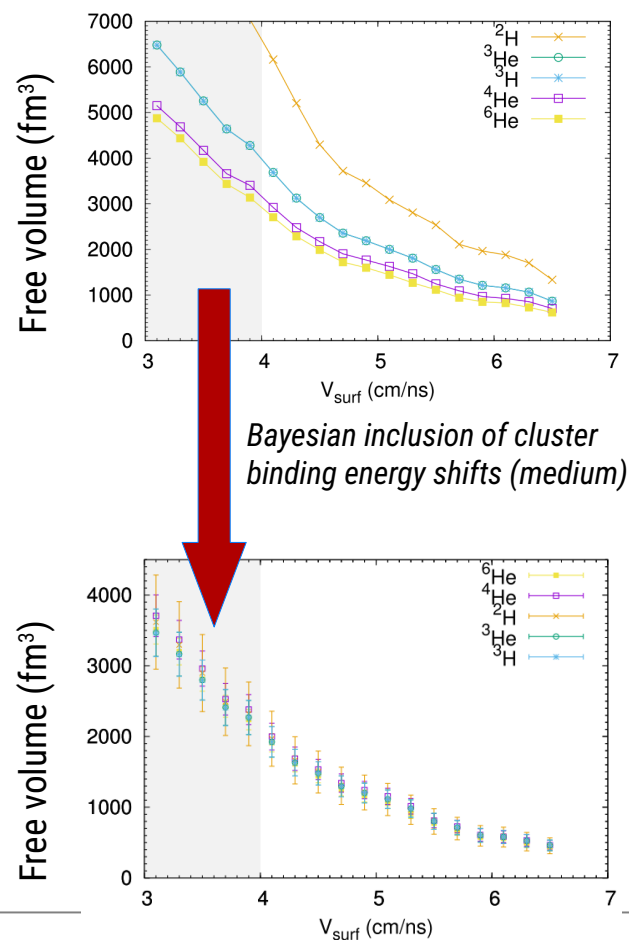 7000
6000
5000
4000
3000
2000
1000
0
Free volume (fm³)
²H
³He
³H
⁴He
⁶He
3 4 5 6 7
V_surf (cm/ns)
Bayesian inclusion of cluster
binding energy shifts (medium)
4000
3000
2000
1000
0
Free volume (fm³)
⁶He
⁴He
²H
³He
³H
3 4 5 6 7
V_surf (cm/ns)